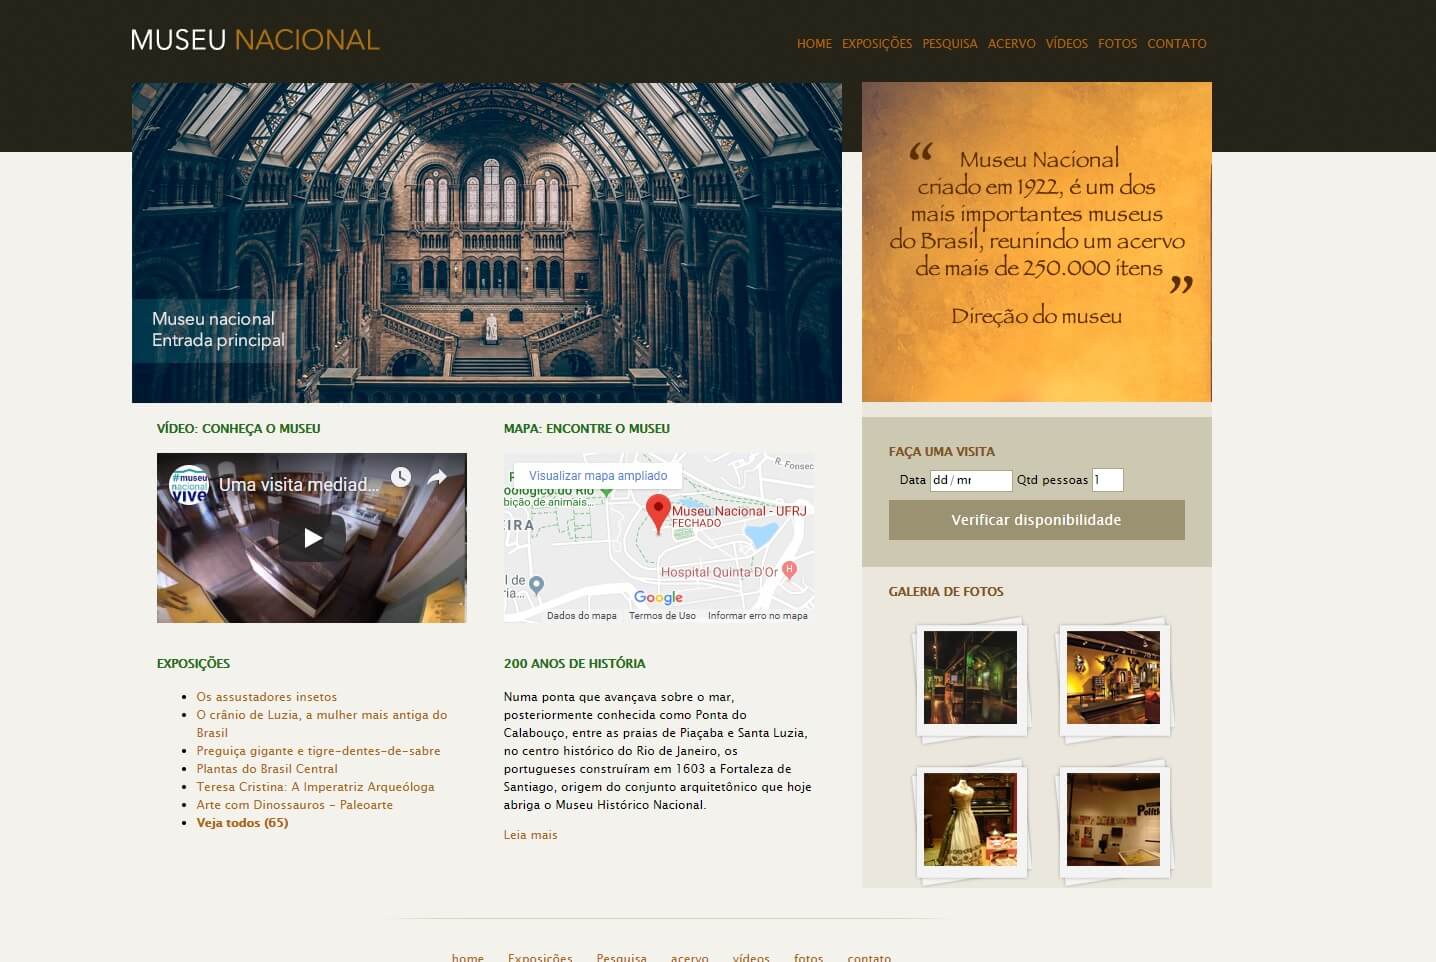 MUSEU NACIONAL
HOME EXPOSIÇÕES PESQUISA ACERVO VÍDEOS FOTOS CONTATO
Museu nacional
Entrada principal
“ Museu Nacional
criado em 1922, é um dos
mais importantes museus
do Brasil, reunindo um acervo
de mais de 250.000 itens ”
Direção do museu
VÍDEO: CONHEÇA O MUSEU
#museu
nacional
vive
Uma visita mediad...
MAPA: ENCONTRE O MUSEU
Visualizar mapa ampliado
R. Fonsec
oológico do Rio
bição de animais...
EIRA
Museu Nacional - UFRJ
FECHADO
Hospital Quinta D'Or
H
l de
ria...
Google
Dados do mapa Termos de Uso Informar erro no mapa
FAÇA UMA VISITA
Data dd / mr Qtd pessoas 1
Verificar disponibilidade
GALERIA DE FOTOS
EXPOSIÇÕES
Os assustadores insetos
O crânio de Luzia, a mulher mais antiga do
Brasil
Preguiça gigante e tigre-dentes-de-sabre
Plantas do Brasil Central
Teresa Cristina: A Imperatriz Arqueóloga
Arte com Dinossauros - Paleoarte
Veja todos (65)
200 ANOS DE HISTÓRIA
Numa ponta que avançava sobre o mar,
posteriormente conhecida como Ponta do
Calabouço, entre as praias de Piaçaba e Santa Luzia,
no centro histórico do Rio de Janeiro, os
portugueses construíram em 1603 a Fortaleza de
Santiago, origem do conjunto arquitetônico que hoje
abriga o Museu Histórico Nacional.
Leia mais
home Exposições Pesquisa acervo vídeos fotos contato